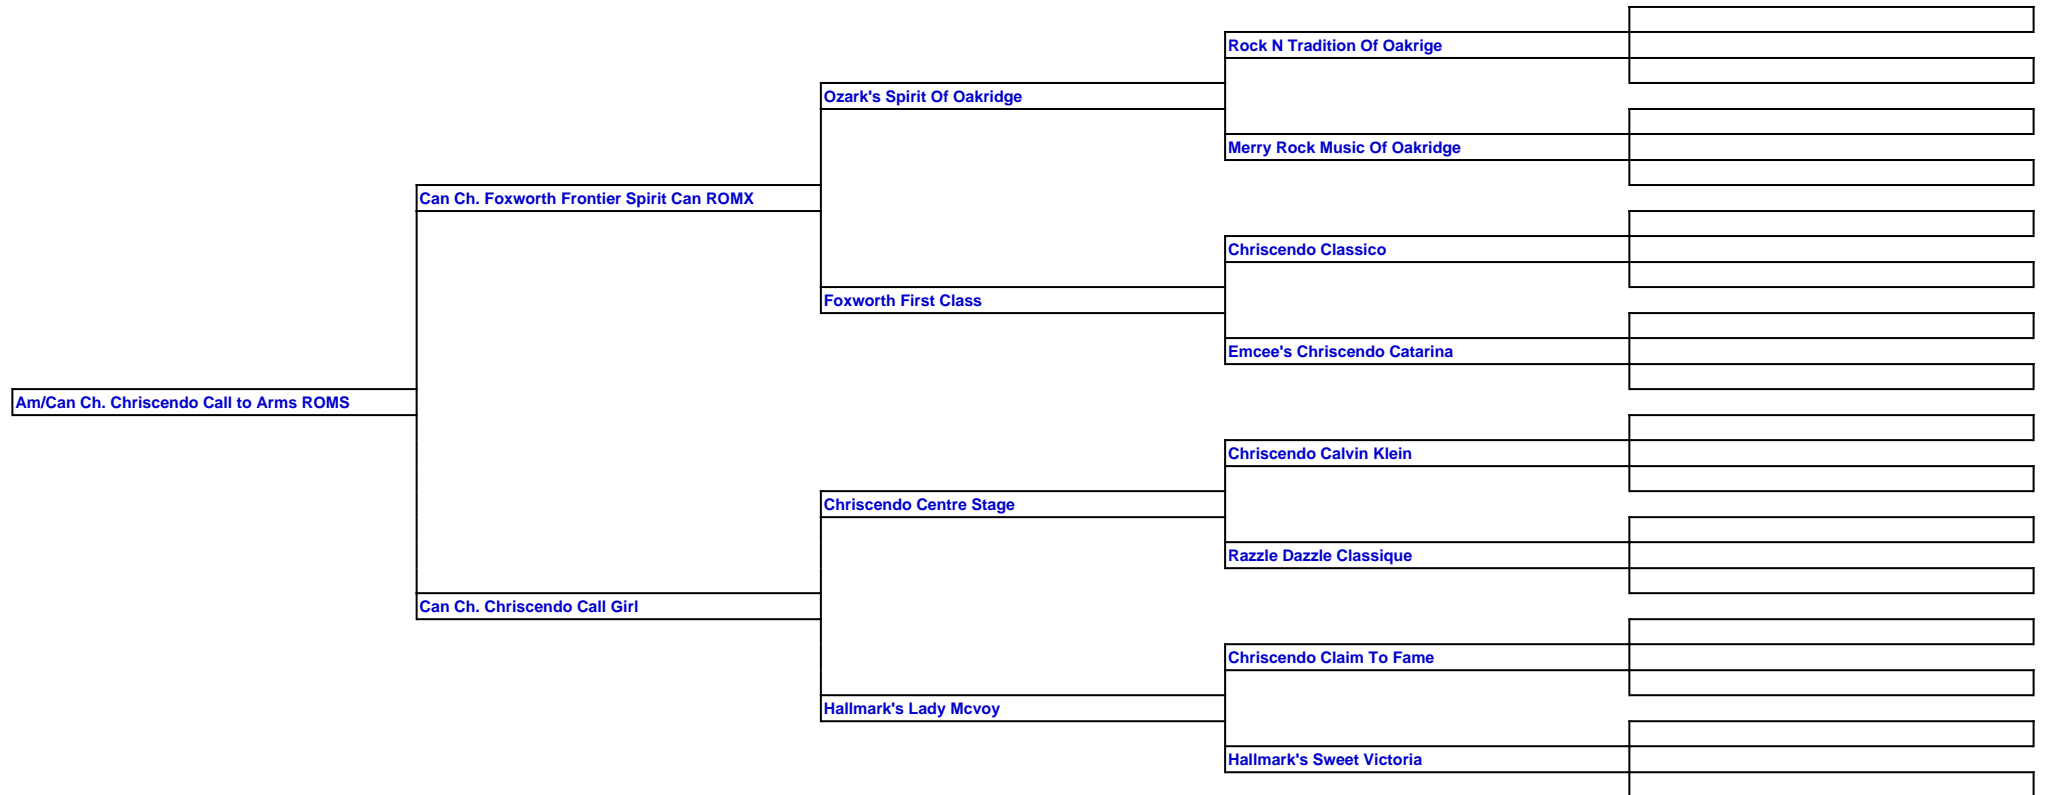 Rock N Tradition Of Oakrige
Ozark's Spirit Of Oakridge
Merry Rock Music Of Oakridge
Can Ch. Foxworth Frontier Spirit Can ROMX
Chriscendo Classico
Foxworth First Class
Emcee's Chriscendo Catarina
Am/Can Ch. Chriscendo Call to Arms ROMS
Chriscendo Calvin Klein
Chriscendo Centre Stage
Razzle Dazzle Classique
Can Ch. Chriscendo Call Girl
Chriscendo Claim To Fame
Hallmark's Lady Mcvoy
Hallmark's Sweet Victoria